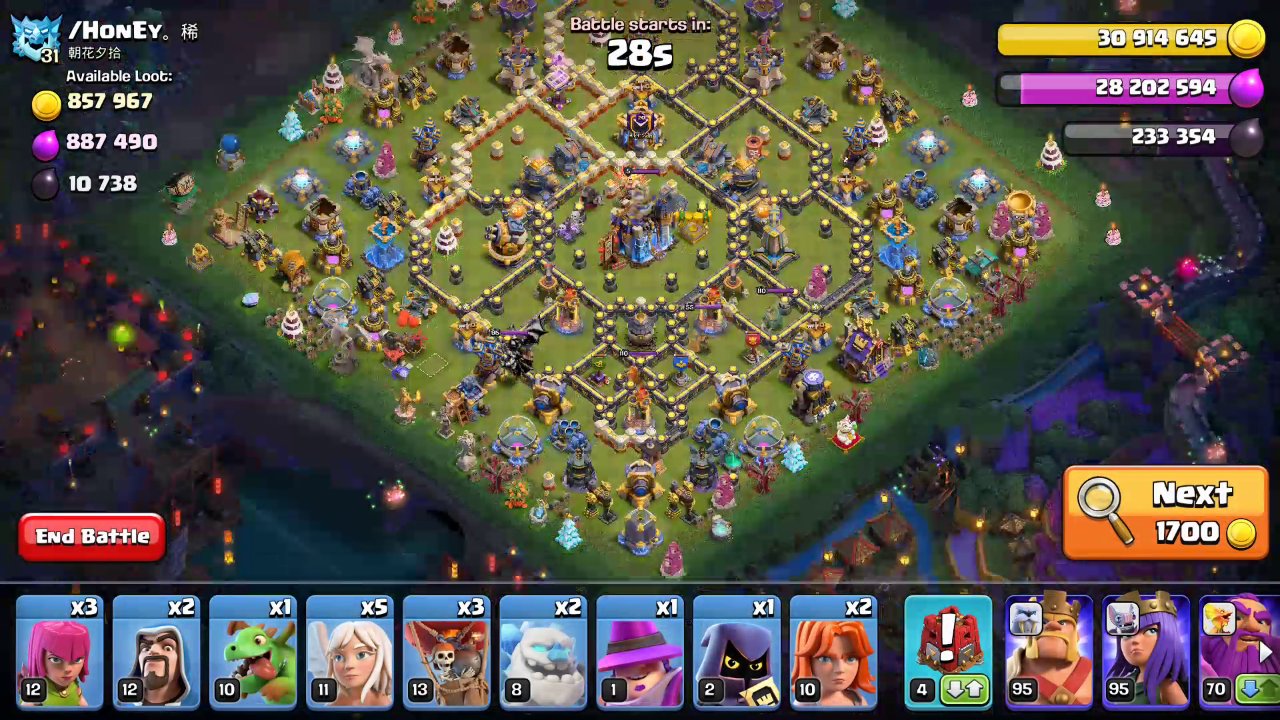 /HonEy。稀
31
朝花夕拾
Available Loot:
857 967
887 490
10 738
Battle starts in:
28s
30 914 645
28 202 594
233 354
End Battle
Next
1700
x3
x2
x1
x5
x3
x2
x1
x1
x2
12
12
10
11
13
8
1
2
10
4
95
95
70